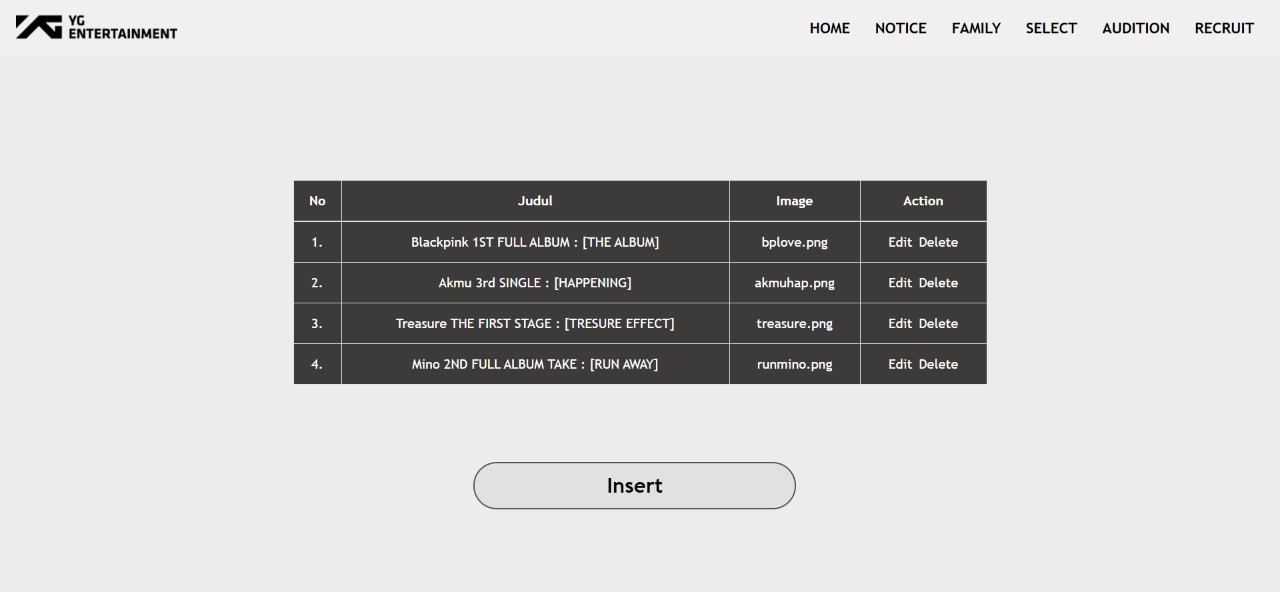 YG
ENTERTAINMENT
HOME NOTICE FAMILY SELECT AUDITION RECRUIT
No Judul Image Action
1. Blackpink 1ST FULL ALBUM : [THE ALBUM] bplove.png Edit Delete
2. Akmu 3rd SINGLE : [HAPPENING] akmuhap.png Edit Delete
3. Treasure THE FIRST STAGE : [TRESURE EFFECT] treasure.png Edit Delete
4. Mino 2ND FULL ALBUM TAKE : [RUN AWAY] runmino.png Edit Delete
Insert